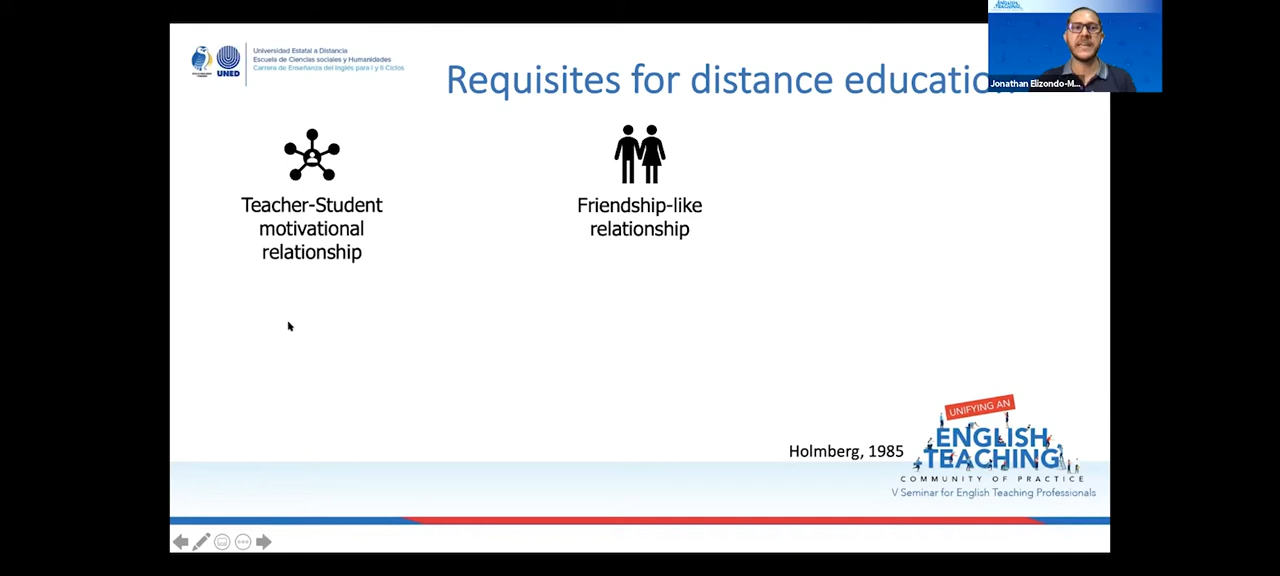 Universidad Estatal a Distancia
Escuela de Ciencias sociales y Humanidades
Carrera de Enseñanza del Inglés para I y II Ciclos
UNED
Requisites for distance educatio
Jonathan Elizondo-M...
Teacher-Student
motivational
relationship
Friendship-like
relationship
Holmberg, 1985
UNIFYING AN
ENGLISH
TEACHING
COMMUNITY OF PRACTICE
V Seminar for English Teaching Professionals